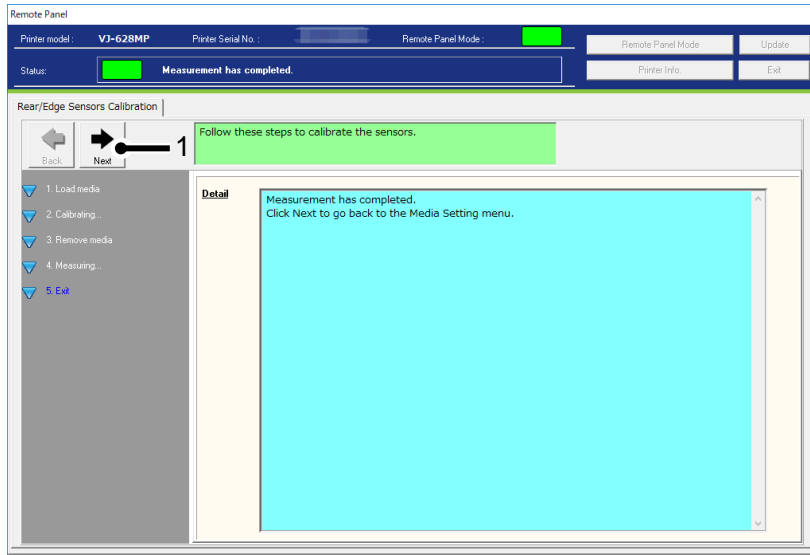 Remote Panel
Printer model : VJ-628MP Printer Serial No. : Remote Panel Mode :
Remote Panel Mode Update
Status: Measurement has completed.
Printer Info. Exit
Rear/Edge Sensors Calibration
Back Next 1 Follow these steps to calibrate the sensors.
1. Load media
2. Calibrating...
3. Remove media
4. Measuring...
5. Exit
Detail
Measurement has completed.
Click Next to go back to the Media Setting menu.